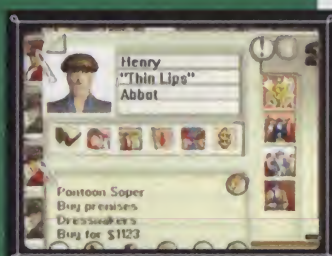 Henry
"Thin Lips"
Abbot
Pontoon Soper
Buy premises
Dressmakers
Buy for $1123